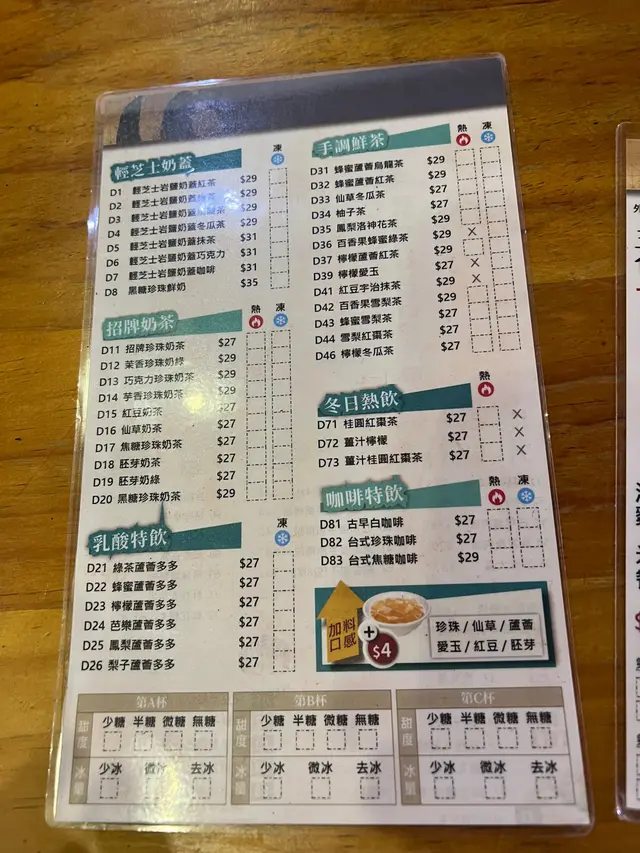 輕芝士奶蓋
凍
D1 輕芝士岩鹽奶蓋紅茶 $29
D2 輕芝士岩鹽奶蓋 $29
D3 輕芝士岩鹽奶蓋 $29
D4 輕芝士岩鹽奶蓋冬瓜茶 $29
D5 輕芝士岩鹽奶蓋抹茶 $31
D6 輕芝士岩鹽奶蓋巧克力 $31
D7 輕芝士岩鹽奶蓋咖啡 $31
D8 黑糖珍珠鮮奶 $35
招牌奶茶
熱 凍
D11 招牌珍珠奶茶 $27
D12 茉香珍珠奶綠 $29
D13 巧克力珍珠奶茶 $29
D14 芋香珍珠奶茶 $29
D15 紅豆奶茶 $27
D16 仙草奶茶 $27
D17 焦糖珍珠奶茶 $29
D18 胚芽奶茶 $27
D19 胚芽奶綠 $27
D20 黑糖珍珠奶茶 $29
乳酸特飲
凍
D21 綠茶蘆薈多多 $27
D22 蜂蜜蘆薈多多 $27
D23 檸檬蘆薈多多 $27
D24 芭樂蘆薈多多 $27
D25 鳳梨蘆薈多多 $27
D26 梨子蘆薈多多 $27
手調鮮茶
熱 凍
D31 蜂蜜蘆薈烏龍茶 $29
D32 蜂蜜蘆薈紅茶 $29
D33 仙草冬瓜茶 $27
D34 柚子茶 $27
D35 鳳梨洛神花茶 $29
D36 百香果蜂蜜綠茶 $29 X
D37 檸檬蘆薈紅茶 $29
D39 檸檬愛玉 $27 X
D41 紅豆宇治抹茶 $29 X
D42 百香果雪梨茶 $29
D43 蜂蜜雪梨茶 $27
D44 雪梨紅棗茶 $27
D46 檸檬冬瓜茶 $27
冬日熱飲
熱
D71 桂圓紅棗茶 $27 X
D72 薑汁檸檬 $27 X
D73 薑汁桂圓紅棗茶 $27 X
咖啡特飲
熱 凍
D81 古早白咖啡 $27
D82 台式珍珠咖啡 $27
D83 台式焦糖咖啡 $29
加料
口感
+
$4
珍珠/仙草/蘆薈
愛玉/紅豆/胚芽
第A杯 第B杯 第C杯
甜度 少糖 半糖 微糖 無糖 甜度 少糖 半糖 微糖 無糖 甜度 少糖 半糖 微糖 無糖
冰量 少冰 微冰 去冰 冰量 少冰 微冰 去冰 冰量 少冰 微冰 去冰